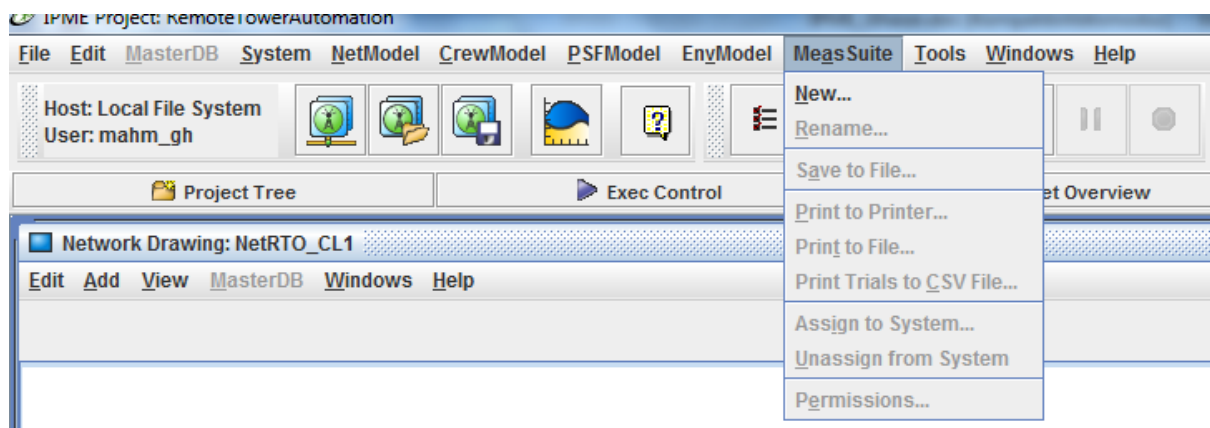 IPME Project: RemoteTowerAutomation
File Edit MasterDB System NetModel CrewModel PSFModel EnvModel MeasSuite Tools Windows Help
Host: Local File System
User: mahm_gh
New...
Rename...
Save to File...
Print to Printer...
Print to File...
Print Trials to CSV File...
Assign to System...
Unassign from System
Permissions...
Project Tree
Exec Control
et Overview
Network Drawing: NetRTO_CL1
Edit Add View MasterDB Windows Help